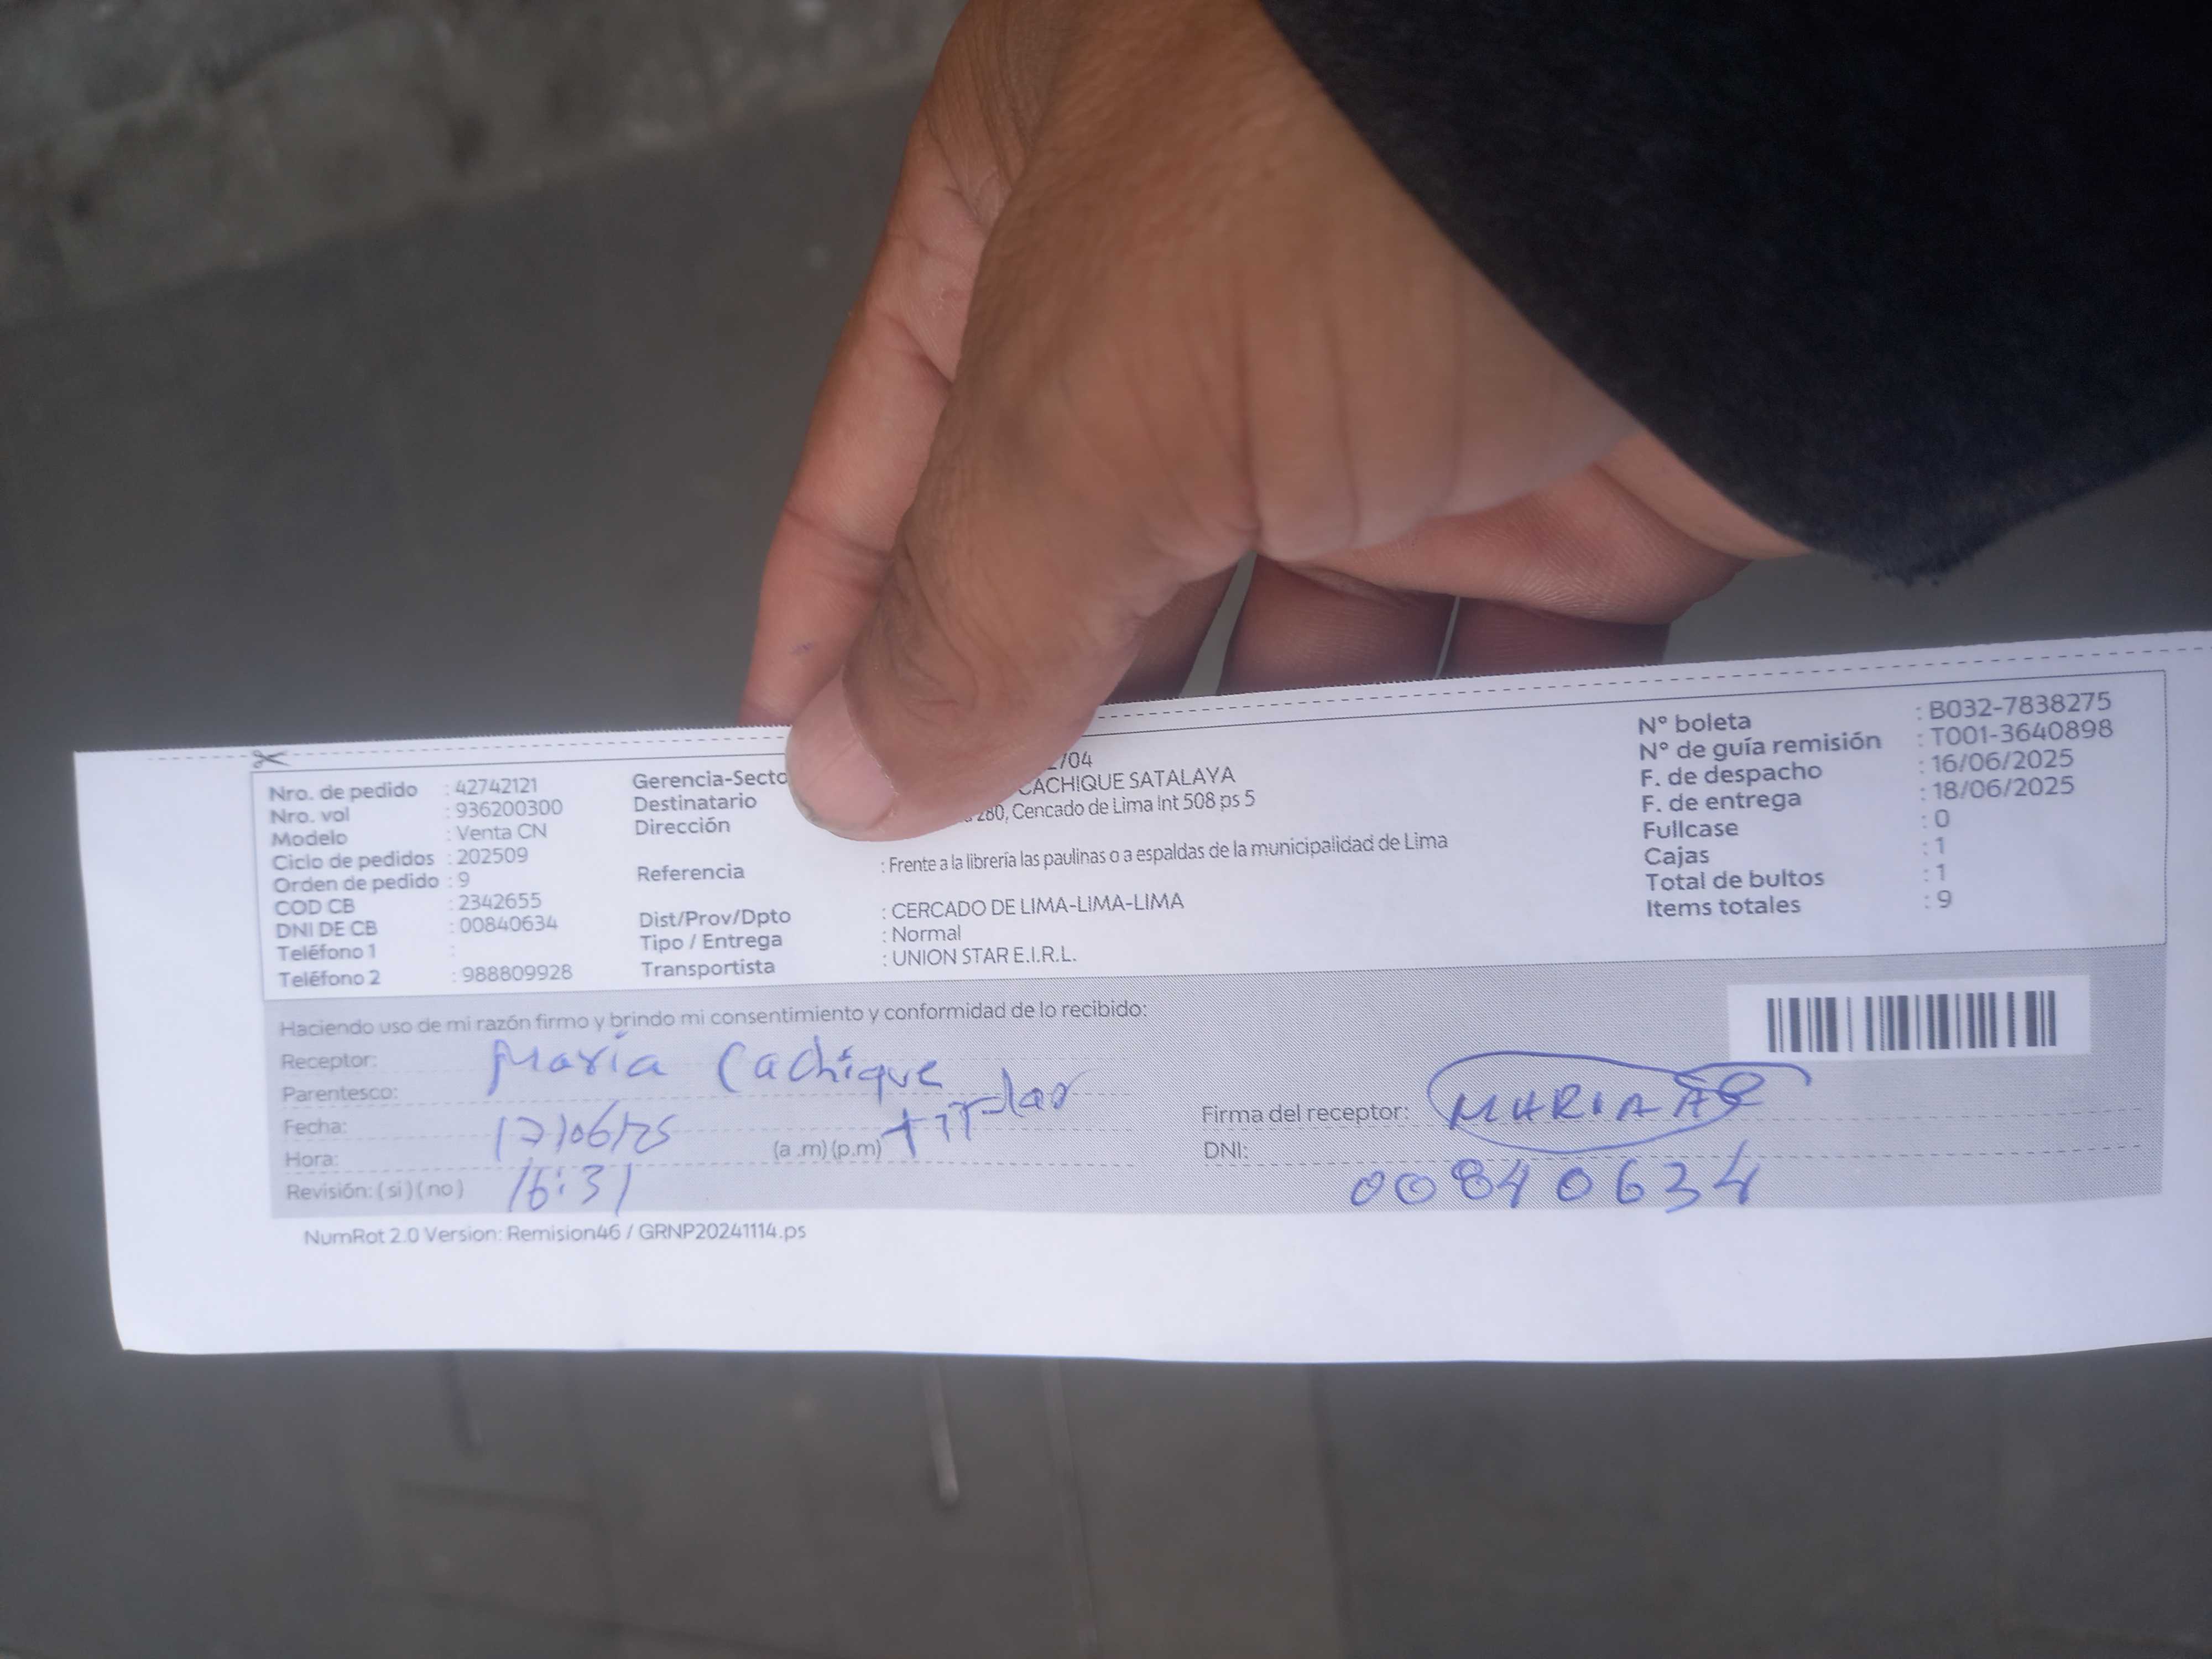 Nro. de pedido : 42742121
Nro. vol : 936200300
Modelo : Venta CN
Ciclo de pedidos : 202509
Orden de pedido : 9
COD CB : 2342655
DNI DE CB : 00840634
Teléfono 1 :
Teléfono 2 : 988809928
Gerencia-Secto /04
Destinatario CACHIQUE SATALAYA
Dirección 280, Cencado de Lima Int 508 ps 5
Referencia : Frente a la librería las paulinas o a espaldas de la municipalidad de Lima
Dist/Prov/Dpto : CERCADO DE LIMA-LIMA-LIMA
Tipo / Entrega : Normal
Transportista : UNION STAR E.I.R.L.
N° boleta : B032-7838275
N° de guía remisión : T001-3640898
F. de despacho : 16/06/2025
F. de entrega : 18/06/2025
Fullcase : 0
Cajas : 1
Total de bultos : 1
Items totales : 9
Haciendo uso de mi razón firmo y brindo mi consentimiento y conformidad de lo recibido:
Receptor: María Cachique
Parentesco: titular
Fecha: 17/06/25
Hora: 16:31 (a .m) (p.m)
Revisión: ( si ) ( no )
Firma del receptor: MARIA
DNI: 00840634
NumRot 2.0 Version: Remision46 / GRNP20241114.ps